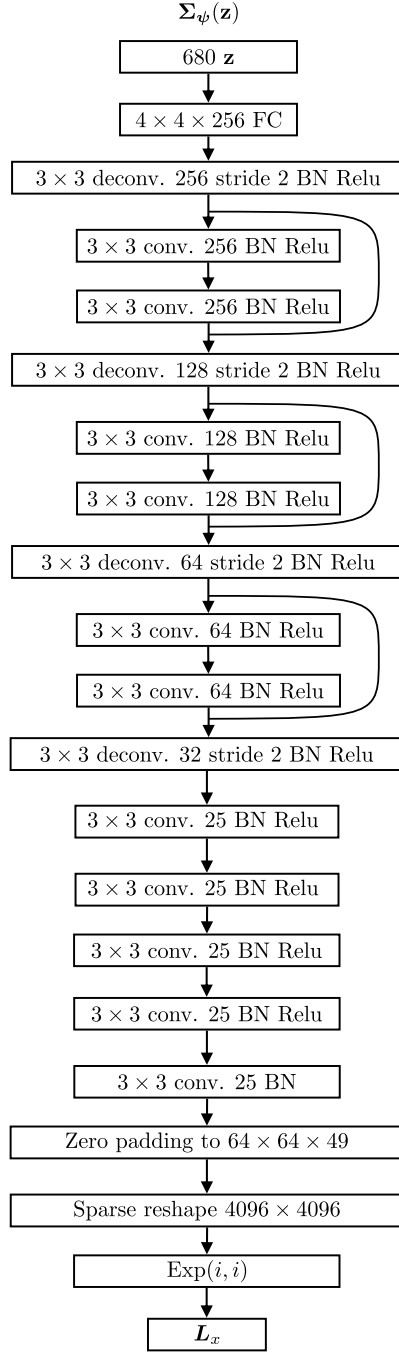 Σ_ψ(z)
680 z
4 × 4 × 256 FC
3 × 3 deconv. 256 stride 2 BN Relu
3 × 3 conv. 256 BN Relu
3 × 3 conv. 256 BN Relu
3 × 3 deconv. 128 stride 2 BN Relu
3 × 3 conv. 128 BN Relu
3 × 3 conv. 128 BN Relu
3 × 3 deconv. 64 stride 2 BN Relu
3 × 3 conv. 64 BN Relu
3 × 3 conv. 64 BN Relu
3 × 3 deconv. 32 stride 2 BN Relu
3 × 3 conv. 25 BN Relu
3 × 3 conv. 25 BN Relu
3 × 3 conv. 25 BN Relu
3 × 3 conv. 25 BN Relu
3 × 3 conv. 25 BN
Zero padding to 64 × 64 × 49
Sparse reshape 4096 × 4096
Exp(i, i)
L_x